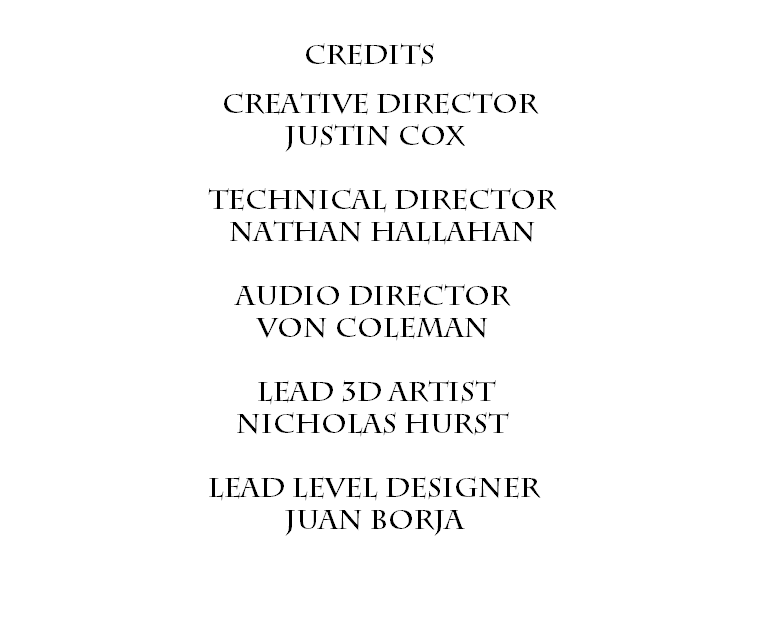 CREDITS
CREATIVE DIRECTOR
JUSTIN COX
TECHNICAL DIRECTOR
NATHAN HALLAHAN
AUDIO DIRECTOR
VON COLEMAN
LEAD 3D ARTIST
NICHOLAS HURST
LEAD LEVEL DESIGNER
JUAN BORJA